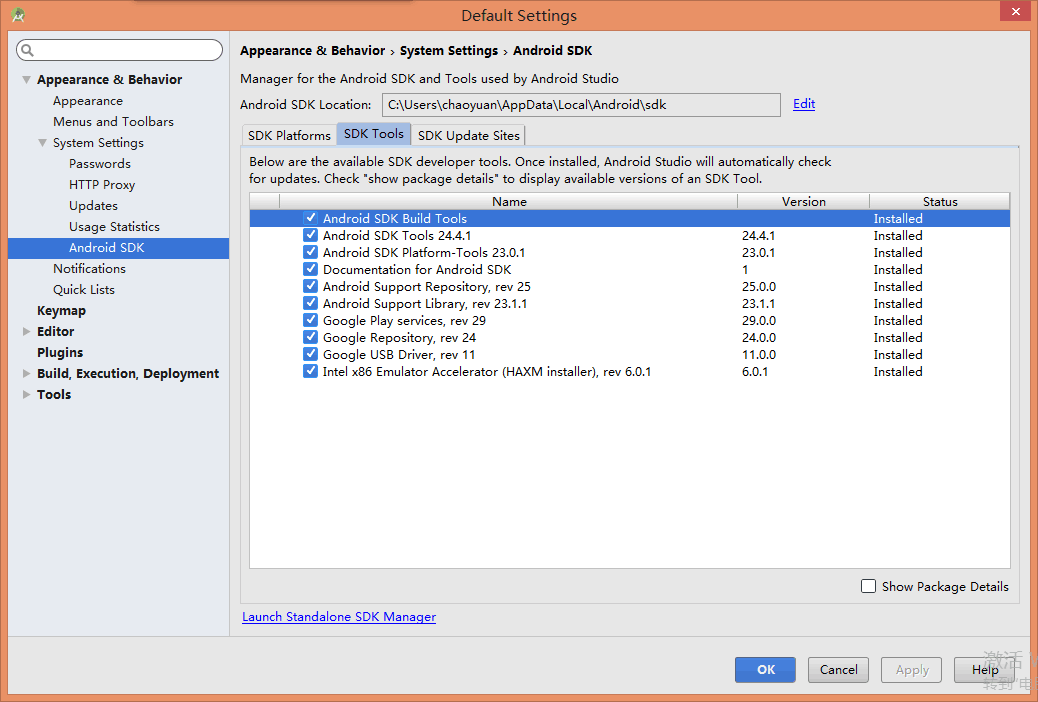 Default Settings
Appearance & Behavior › System Settings › Android SDK
Manager for the Android SDK and Tools used by Android Studio
Android SDK Location: C:\Users\chaoyuan\AppData\Local\Android\sdk Edit
Appearance & Behavior
Appearance
Menus and Toolbars
System Settings
Passwords
HTTP Proxy
Updates
Usage Statistics
Android SDK
Notifications
Quick Lists
Keymap
Editor
Plugins
Build, Execution, Deployment
Tools
SDK Platforms SDK Tools SDK Update Sites
Below are the available SDK developer tools. Once installed, Android Studio will automatically check
for updates. Check "show package details" to display available versions of an SDK Tool.
Name Version Status
Android SDK Build Tools Installed
Android SDK Tools 24.4.1 24.4.1 Installed
Android SDK Platform-Tools 23.0.1 23.0.1 Installed
Documentation for Android SDK 1 Installed
Android Support Repository, rev 25 25.0.0 Installed
Android Support Library, rev 23.1.1 23.1.1 Installed
Google Play services, rev 29 29.0.0 Installed
Google Repository, rev 24 24.0.0 Installed
Google USB Driver, rev 11 11.0.0 Installed
Intel x86 Emulator Accelerator (HAXM installer), rev 6.0.1 6.0.1 Installed
Show Package Details
Launch Standalone SDK Manager
OK Cancel Apply Help
激活
转到"电